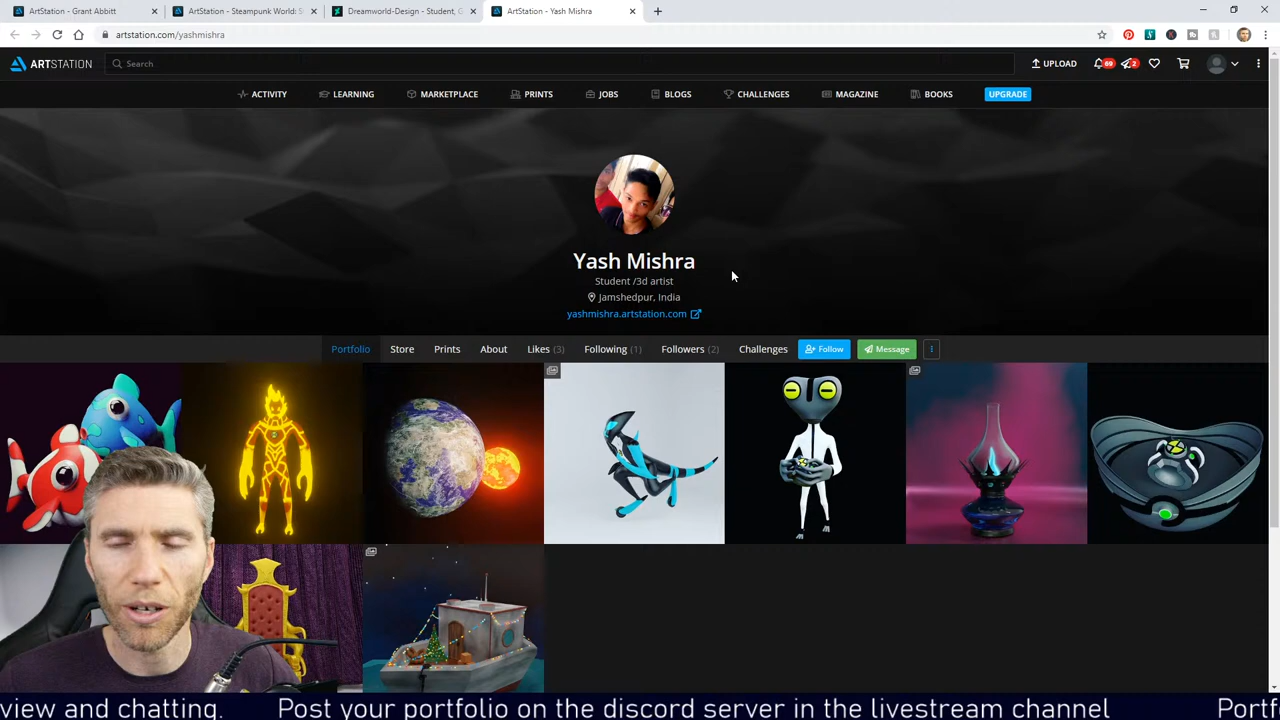 ArtStation - Grant Abbitt
ArtStation - Steampunk World: S
Dreamworld-Design - Student, G
ArtStation - Yash Mishra
artstation.com/yashmishra
ARTSTATION
Search
UPLOAD
69
2
ACTIVITY
LEARNING
MARKETPLACE
PRINTS
JOBS
BLOGS
CHALLENGES
MAGAZINE
BOOKS
UPGRADE
Yash Mishra
Student /3d artist
Jamshedpur, India
yashmishra.artstation.com
Portfolio
Store
Prints
About
Likes (3)
Following (1)
Followers (2)
Challenges
Follow
Message
view and chatting. Post your portfolio on the discord server in the livestream channel Portf